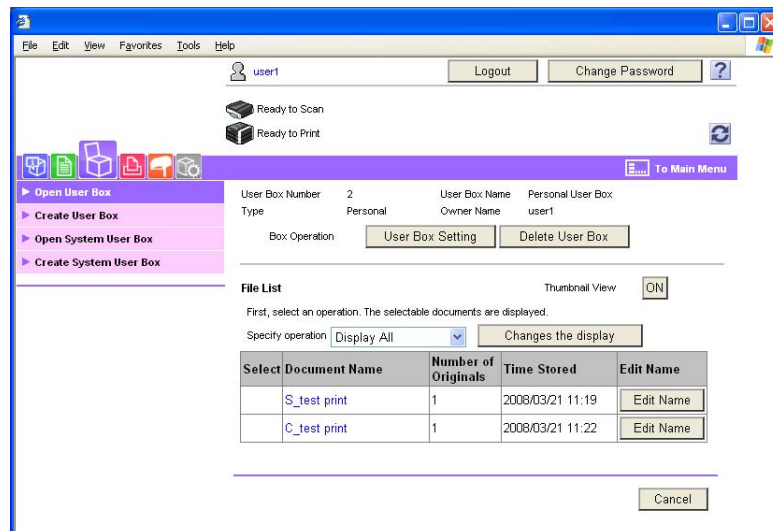 File Edit View Favorites Tools Help
user1 Logout Change Password ?
Ready to Scan
Ready to Print
To Main Menu
Open User Box
Create User Box
Open System User Box
Create System User Box
User Box Number 2 User Box Name Personal User Box
Type Personal Owner Name user1
Box Operation User Box Setting Delete User Box
File List Thumbnail View ON
First, select an operation. The selectable documents are displayed.
Specify operation Display All Changes the display
Select Document Name Number of Originals Time Stored Edit Name
S_test print 1 2008/03/21 11:19 Edit Name
C_test print 1 2008/03/21 11:22 Edit Name
Cancel